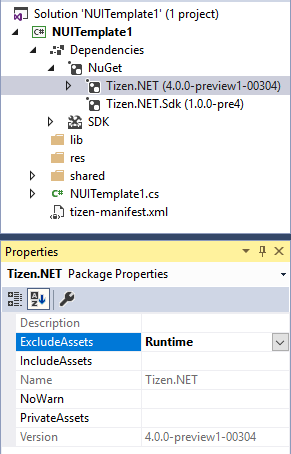 Solution 'NUITemplate1' (1 project)
C# NUITemplate1
Dependencies
NuGet
Tizen.NET (4.0.0-preview1-00304)
Tizen.NET.Sdk (1.0.0-pre4)
SDK
lib
res
shared
C# NUITemplate1.cs
tizen-manifest.xml
Properties
Tizen.NET Package Properties
Description
ExcludeAssets Runtime
IncludeAssets
Name Tizen.NET
NoWarn
PrivateAssets
Version 4.0.0-preview1-00304